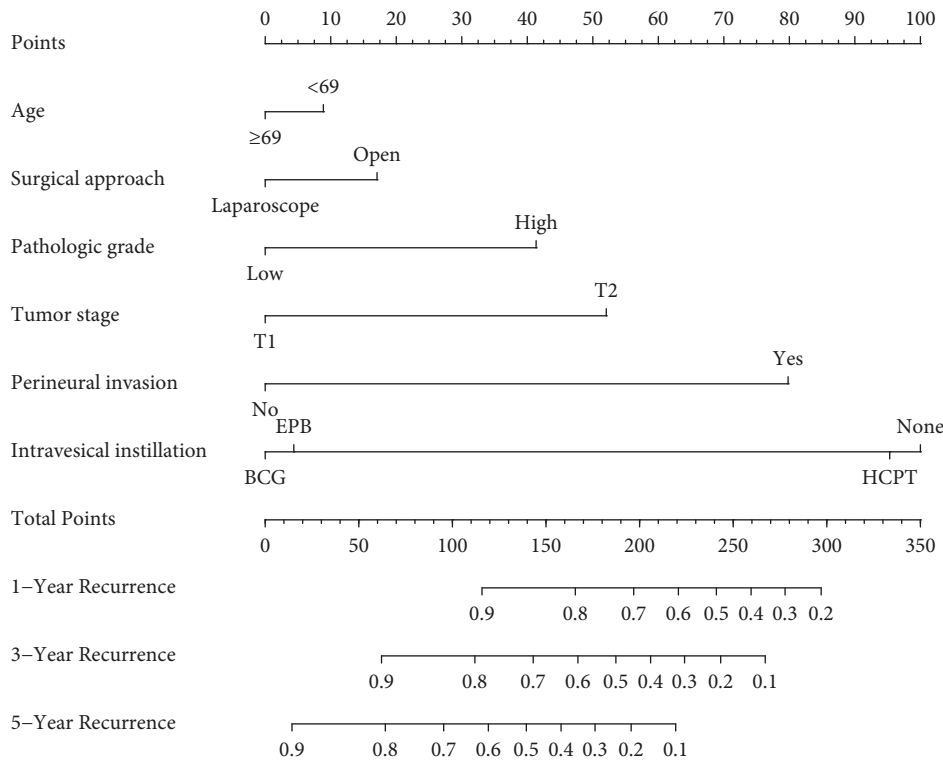 0 10 20 30 40 50 60 70 80 90 100
Points
<69
Age
≥69
Open
Surgical approach
Laparoscope
High
Pathologic grade
Low
T2
Tumor stage
T1
Yes
Perineural invasion
No
EPB None
Intravesical instillation
BCG HCPT
Total Points
0 50 100 150 200 250 300 350
1−Year Recurrence
0.9 0.8 0.7 0.6 0.5 0.4 0.3 0.2
3−Year Recurrence
0.9 0.8 0.7 0.6 0.5 0.4 0.3 0.2 0.1
5−Year Recurrence
0.9 0.8 0.7 0.6 0.5 0.4 0.3 0.2 0.1